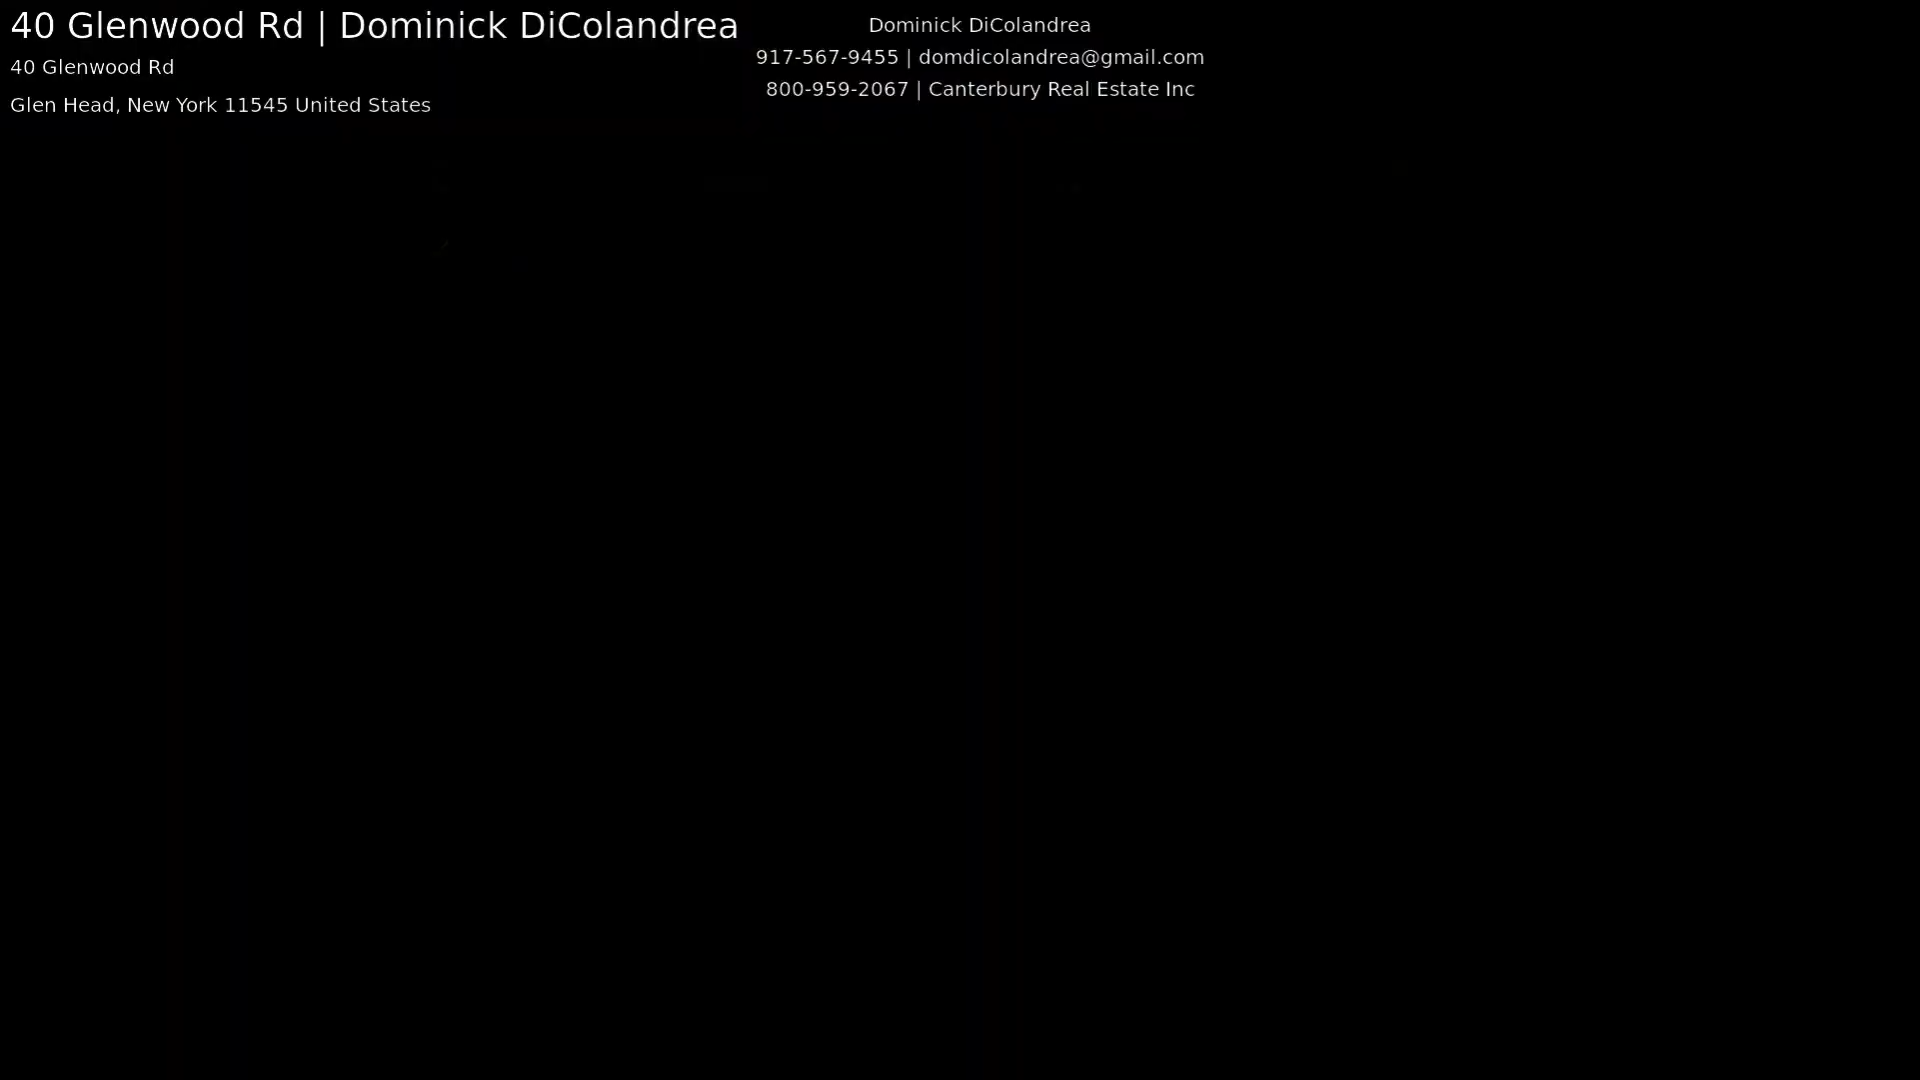 40 Glenwood Rd | Dominick DiColandrea
40 Glenwood Rd
Glen Head, New York 11545 United States
Dominick DiColandrea
917-567-9455 | domdicolandrea@gmail.com
800-959-2067 | Canterbury Real Estate Inc